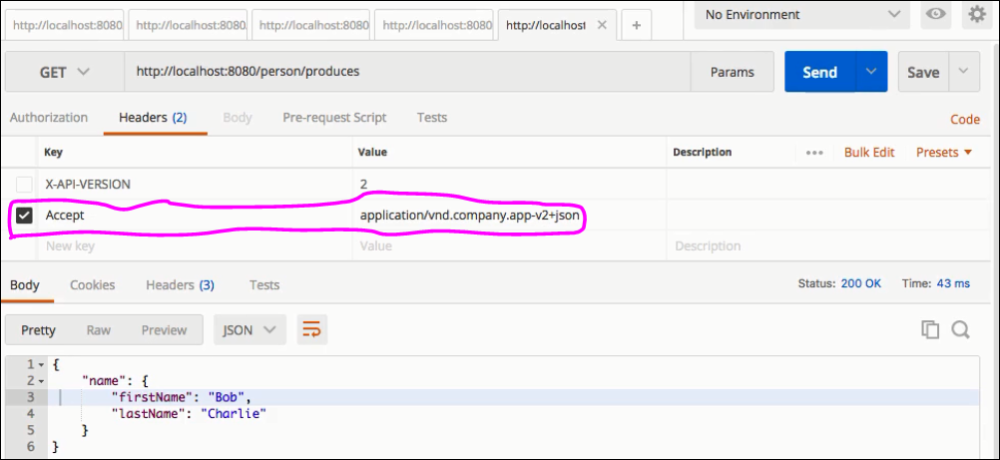 http://localhost:8080 http://localhost:8080 http://localhost:8080 http://localhost:8080 http://localhost No Environment
GET http://localhost:8080/person/produces Params Send Save
Authorization Headers (2) Body Pre-request Script Tests Code
Key Value Description Bulk Edit Presets
X-API-VERSION 2
Accept application/vnd.company.app-v2+json
New key Value Description
Body Cookies Headers (3) Tests Status: 200 OK Time: 43 ms
Pretty Raw Preview JSON
1 {
2 "name": {
3 "firstName": "Bob",
4 "lastName": "Charlie"
5 }
6 }